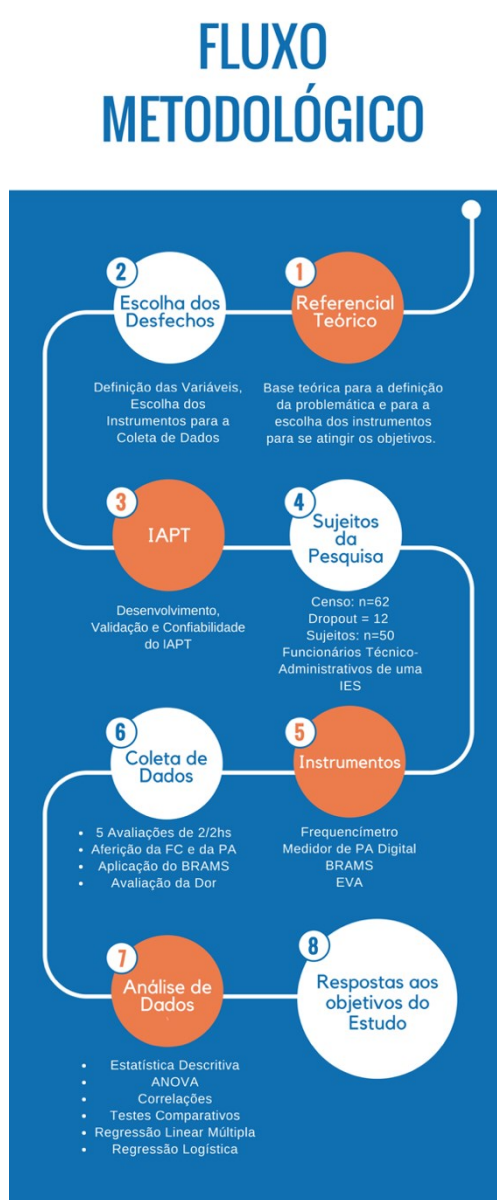 FLUXO
METODOLÓGICO
1
Referencial
Teórico
Base teórica para a definição
da problemática e para a
escolha dos instrumentos
para se atingir os objetivos.
2
Escolha dos
Desfechos
Definição das Variáveis,
Escolha dos
Instrumentos para a
Coleta de Dados
3
IAPT
Desenvolvimento,
Validação e Confiabilidade
do IAPT
4
Sujeitos
da
Pesquisa
Censo: n=62
Dropout = 12
Sujeitos: n=50
Funcionários Técnico-
Administrativos de uma
IES
5
Instrumentos
Frequencímetro
Medidor de PA Digital
BRAMS
EVA
6
Coleta de
Dados
• 5 Avaliações de 2/2hs
• Aferição da FC e da PA
• Aplicação do BRAMS
• Avaliação da Dor
7
Análise de
Dados
• Estatística Descritiva
• ANOVA
• Correlações
• Testes Comparativos
• Regressão Linear Múltipla
• Regressão Logística
8
Respostas aos
objetivos do
Estudo